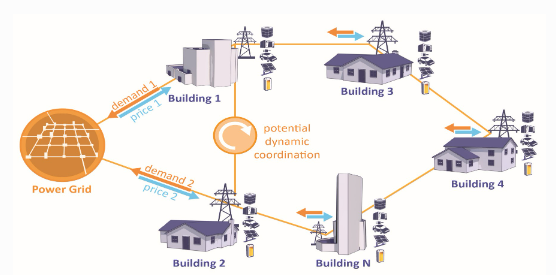 demand 1
price 1
Building 1
Building 3
potential
dynamic
coordination
Power Grid
demand 2
price 2
Building 4
Building 2
Building N